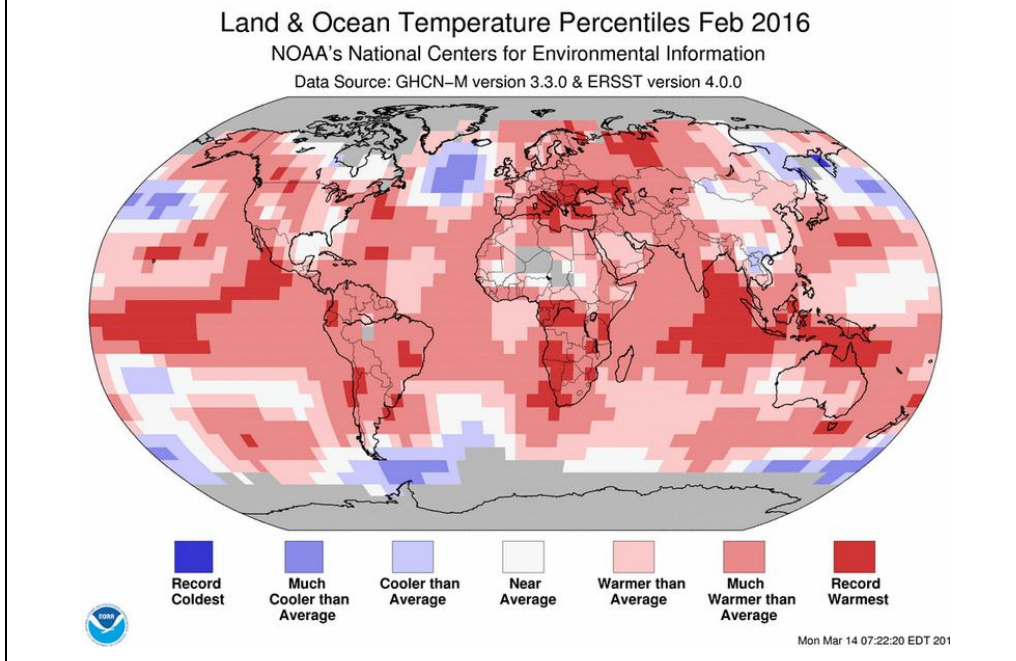 Land & Ocean Temperature Percentiles Feb 2016
NOAA's National Centers for Environmental Information
Data Source: GHCN–M version 3.3.0 & ERSST version 4.0.0
Record
Coldest
Much
Cooler than
Average
Cooler than
Average
Near
Average
Warmer than
Average
Much
Warmer than
Average
Record
Warmest
NOAA
Mon Mar 14 07:22:20 EDT 201